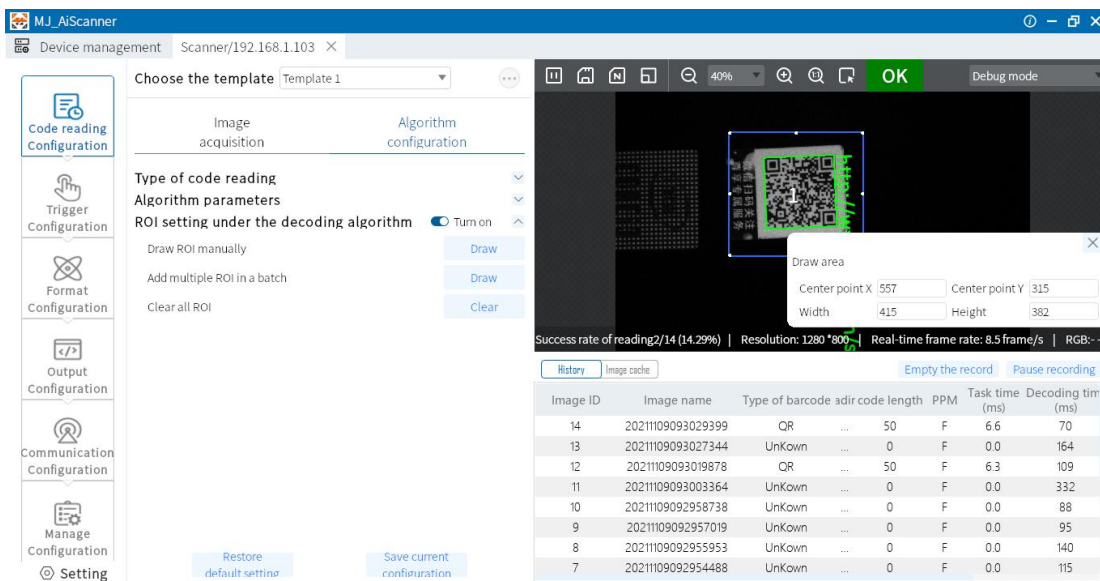 MJ_AiScanner
Device management Scanner/192.168.1.103
Code reading
Configuration
Trigger
Configuration
Format
Configuration
Output
Configuration
Communication
Configuration
Manage
Configuration
Setting
Choose the template Template 1
Image
acquisition
Algorithm
configuration
Type of code reading
Algorithm parameters
ROI setting under the decoding algorithm Turn on
Draw ROI manually Draw
Add multiple ROI in a batch Draw
Clear all ROI Clear
Restore
default setting
Save current
configuration
40% OK Debug mode
1
Draw area
Center point X 557 Center point Y 315
Width 415 Height 382
Success rate of reading2/14 (14.29%) | Resolution: 1280 *800 | Real-time frame rate: 8.5 frame/s | RGB:- -
History Image cache Empty the record Pause recording
Image ID Image name Type of barcode adir code length PPM Task time (ms) Decoding tim (ms)
14 20211109093029399 QR ... 50 F 6.6 70
13 20211109093027344 UnKown ... 0 F 0.0 164
12 20211109093019878 QR ... 50 F 6.3 109
11 20211109093003364 UnKown ... 0 F 0.0 332
10 20211109092958738 UnKown ... 0 F 0.0 88
9 20211109092957019 UnKown ... 0 F 0.0 95
8 20211109092955953 UnKown ... 0 F 0.0 140
7 20211109092954488 UnKown ... 0 F 0.0 115